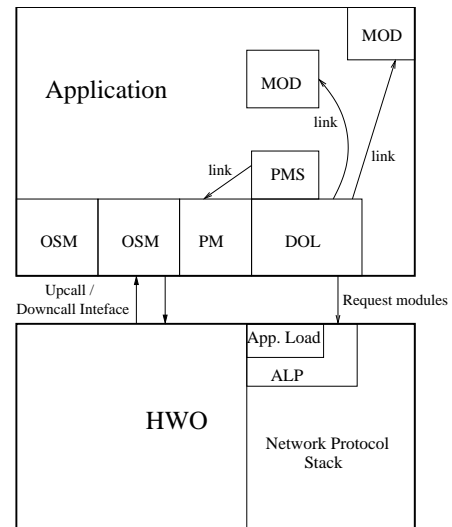 MOD
MOD
Application
link
link
link
PMS
OSM
OSM
PM
DOL
Upcall /
Downcall Inteface
Request modules
App. Load
ALP
HWO
Network Protocol
Stack